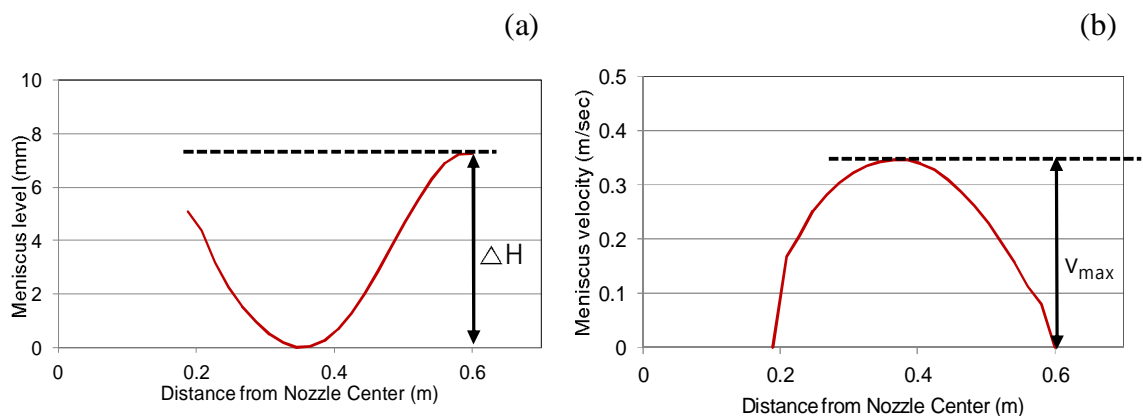 (a)
Meniscus level (mm)
10
8
6
4
2
0
△H
0 0.2 0.4 0.6
Distance from Nozzle Center (m)
(b)
Meniscus velocity (m/sec)
0.5
0.4
0.3
0.2
0.1
0
Vmax
0 0.2 0.4 0.6
Distance from Nozzle Center (m)